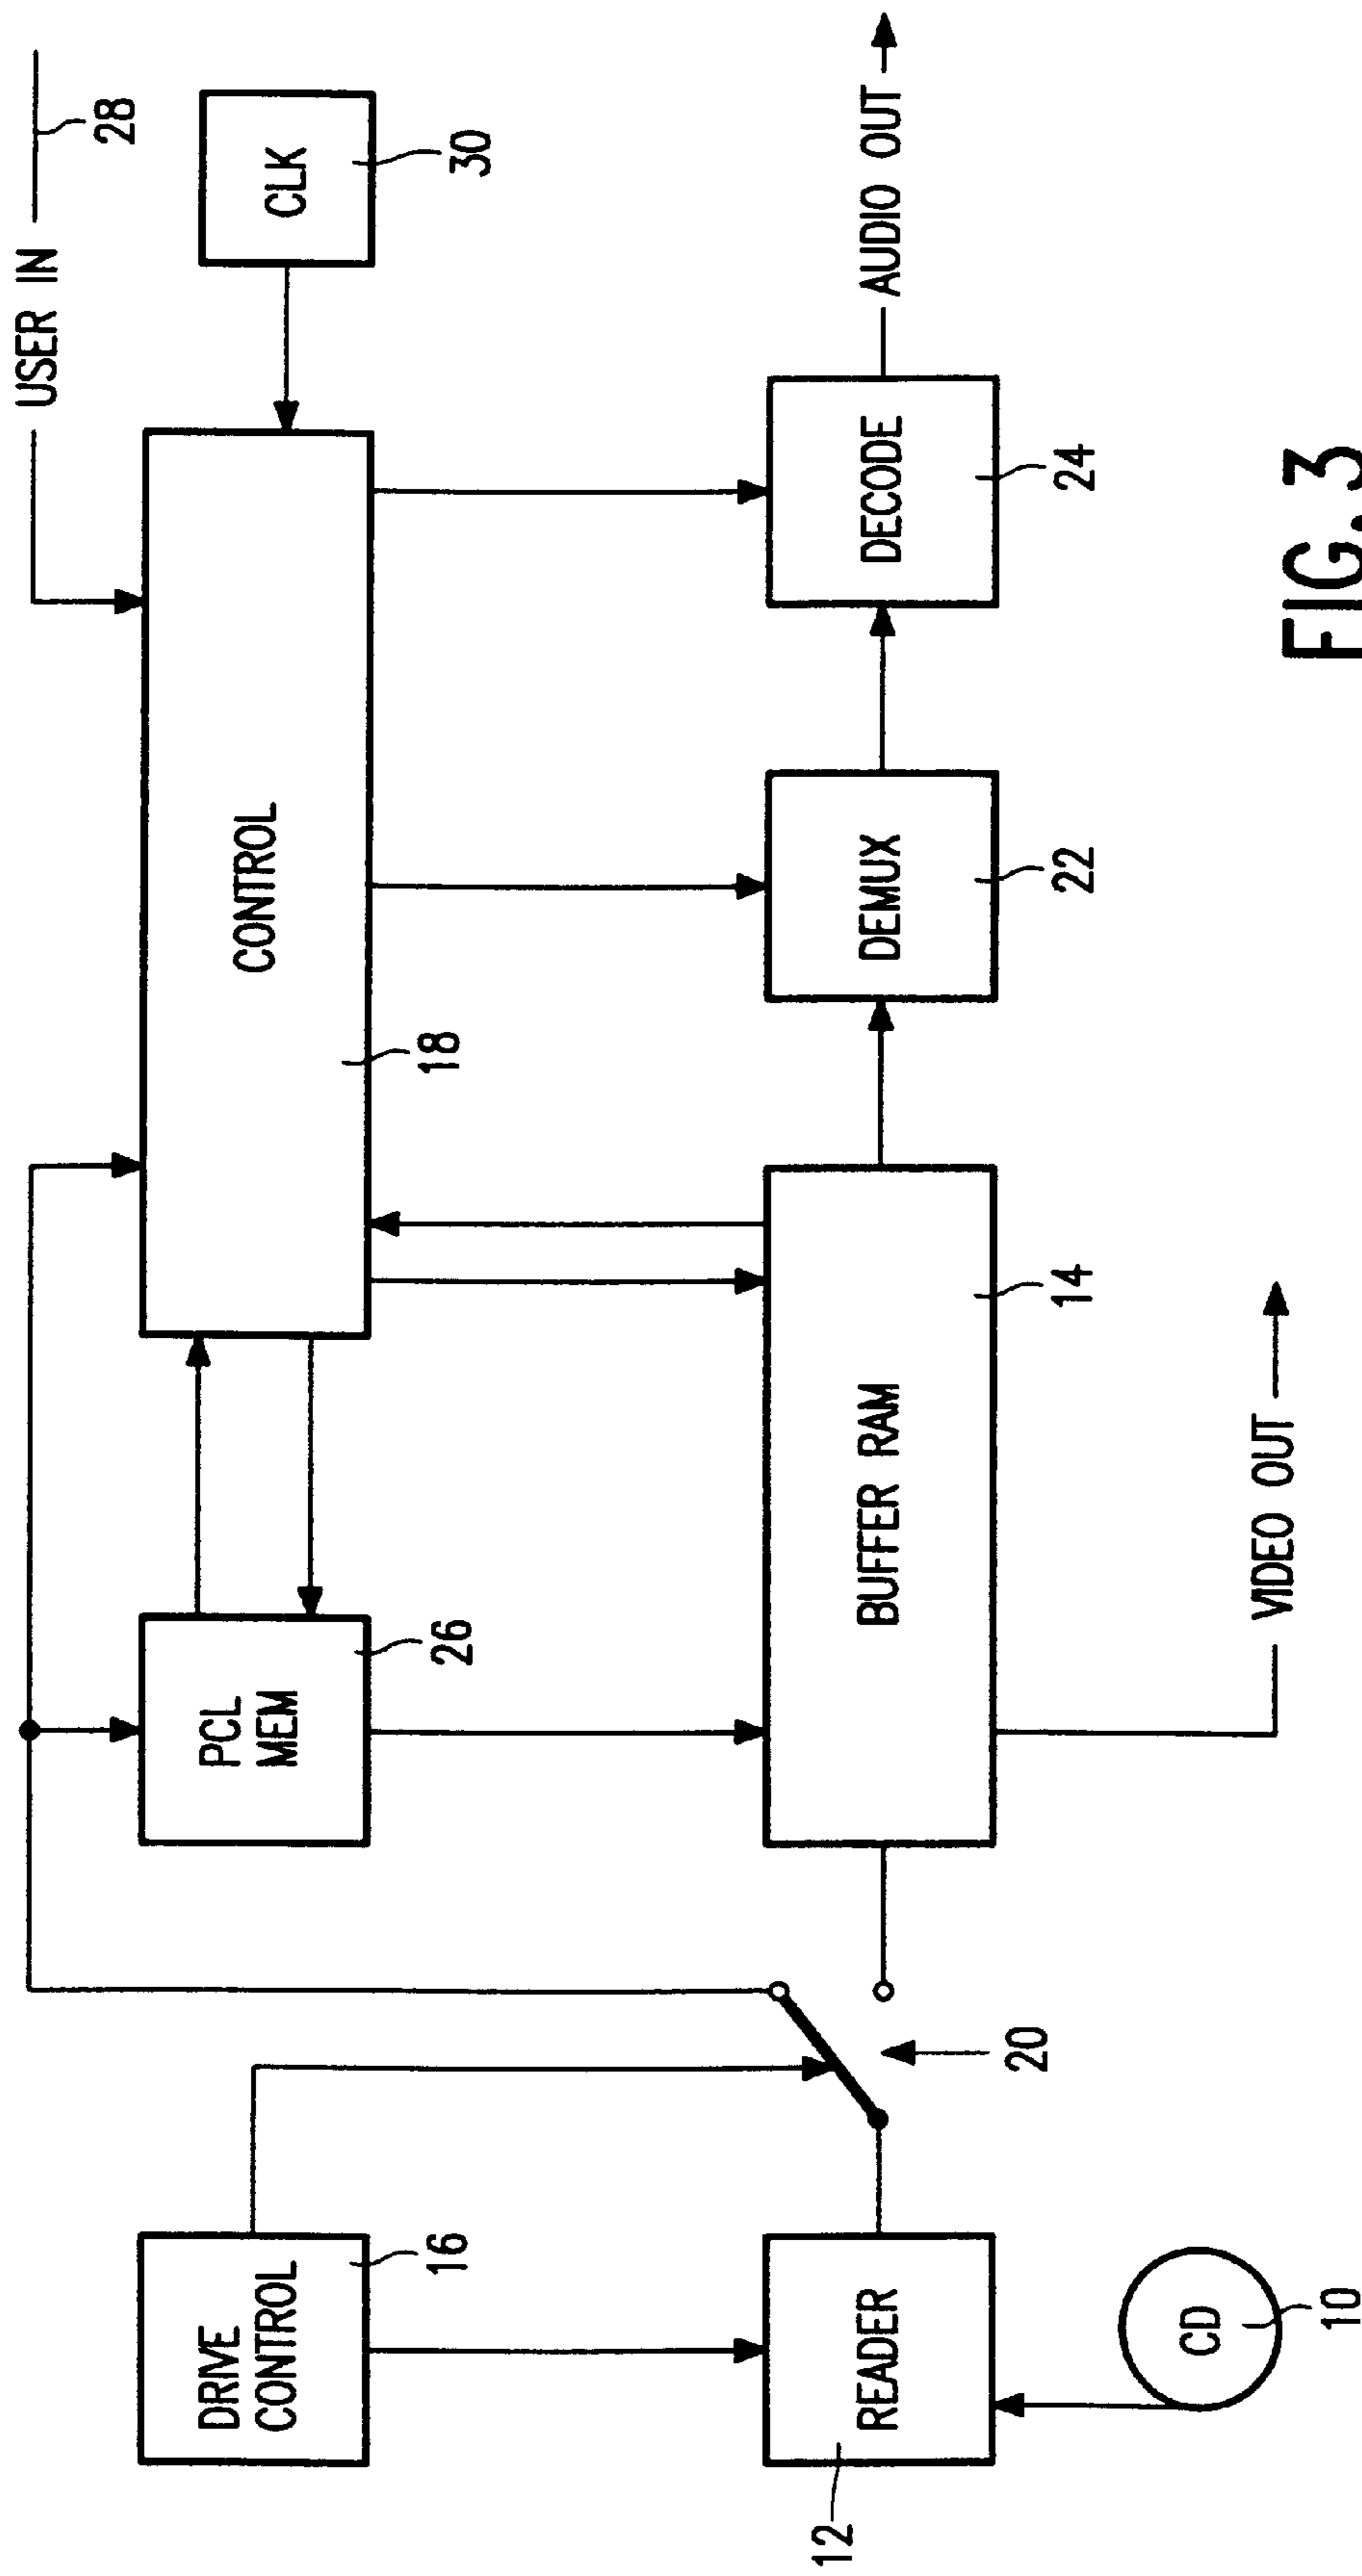 USER IN
28
CLK
30
CONTROL
18
PCL
MEM
26
DRIVE
CONTROL
16
AUDIO OUT
DECODE
24
DEMUX
22
BUFFER RAM
14
20
READER
12
VIDEO OUT
CD
10
FIG. 3